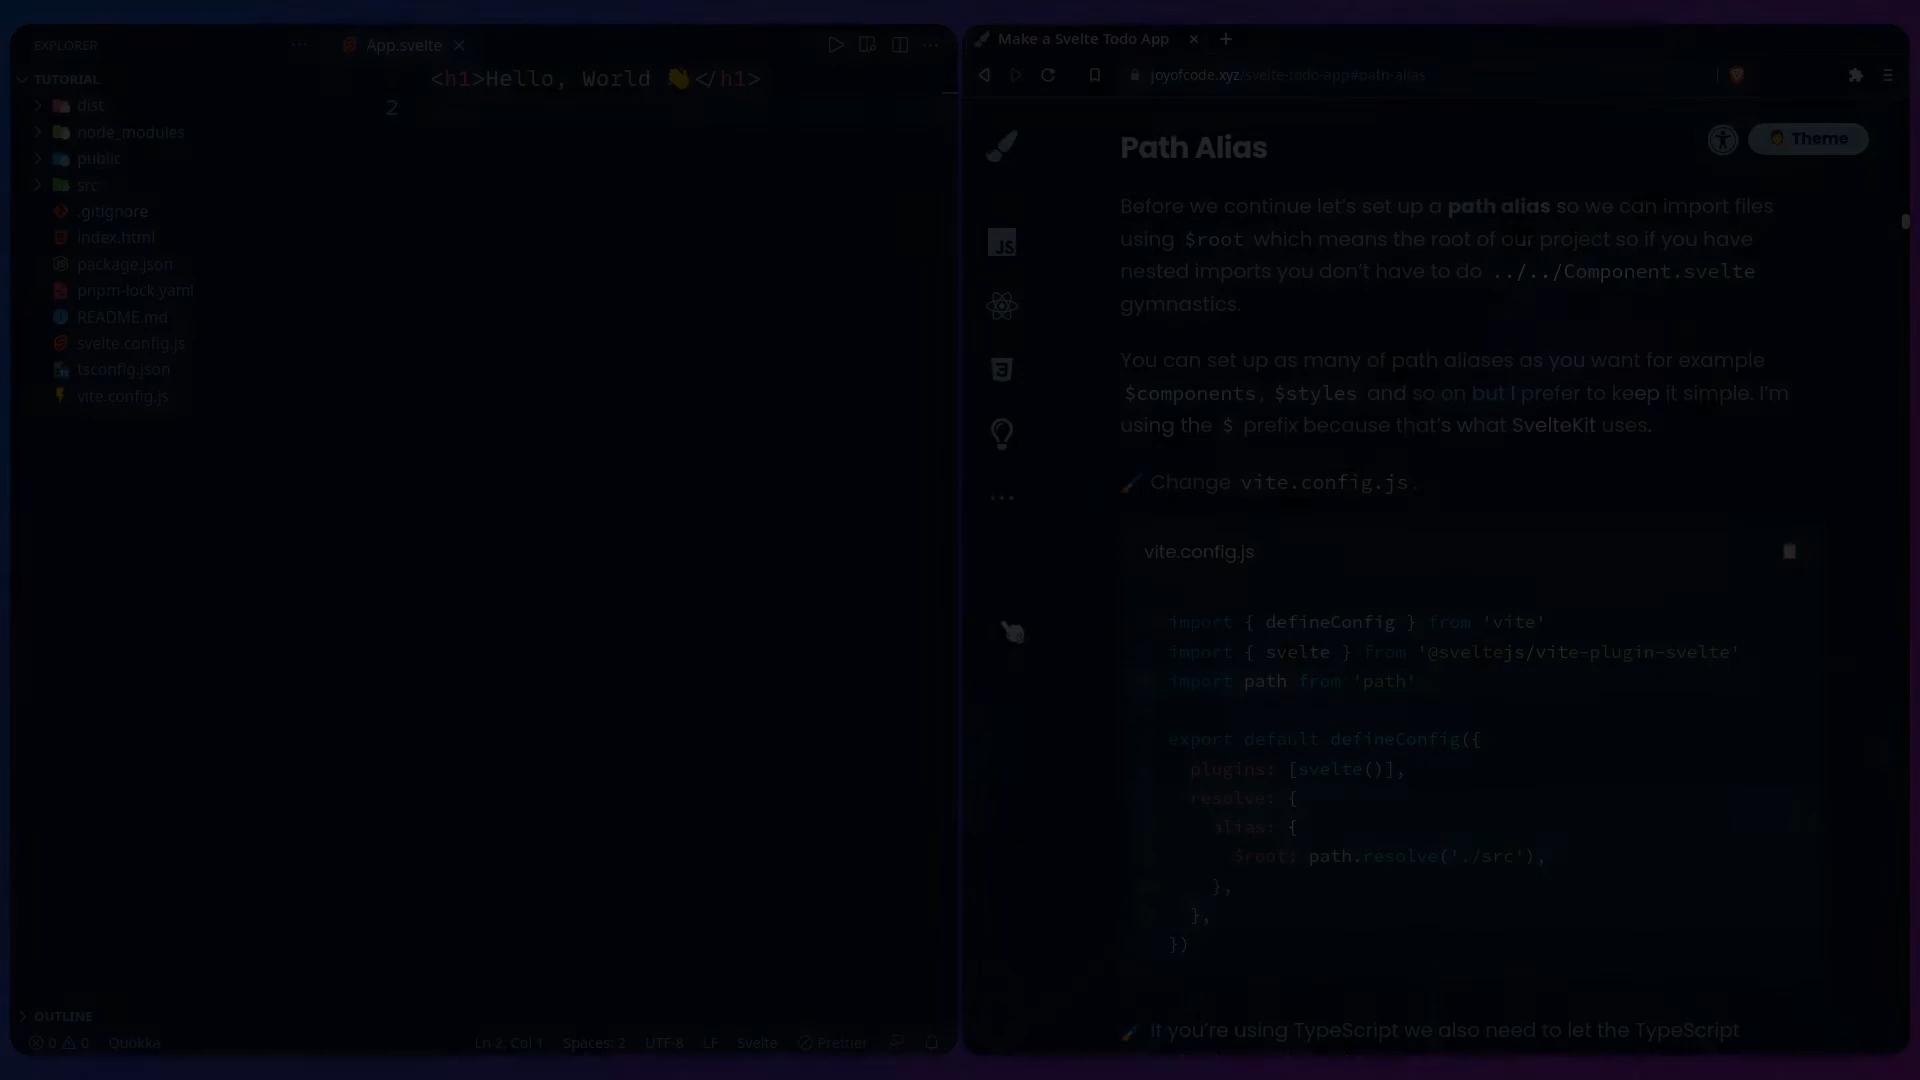 EXPLORER
TUTORIAL
dist
node_modules
public
src
.gitignore
index.html
package.json
pnpm-lock.yaml
README.md
svelte.config.js
tsconfig.json
vite.config.js
OUTLINE
App.svelte
<h1>Hello, World 👋</h1>
2
0 0 Quokka
Ln 2, Col 1 Spaces: 2 UTF-8 LF Svelte Prettier
Make a Svelte Todo App
joyofcode.xyz/svelte-todo-app#path-alias
JS
3
Theme
Path Alias
Before we continue let's set up a path alias so we can import files
using $root which means the root of our project so if you have
nested imports you don't have to do ../../Component.svelte
gymnastics.
You can set up as many of path aliases as you want for example
$components, $styles and so on but I prefer to keep it simple. I'm
using the $ prefix because that's what SvelteKit uses.
Change vite.config.js.
vite.config.js
import { defineConfig } from 'vite'
import { svelte } from '@sveltejs/vite-plugin-svelte'
import path from 'path'
export default defineConfig({
plugins: [svelte()],
resolve: {
alias: {
$root: path.resolve('./src'),
},
},
})
If you're using TypeScript we also need to let the TypeScript